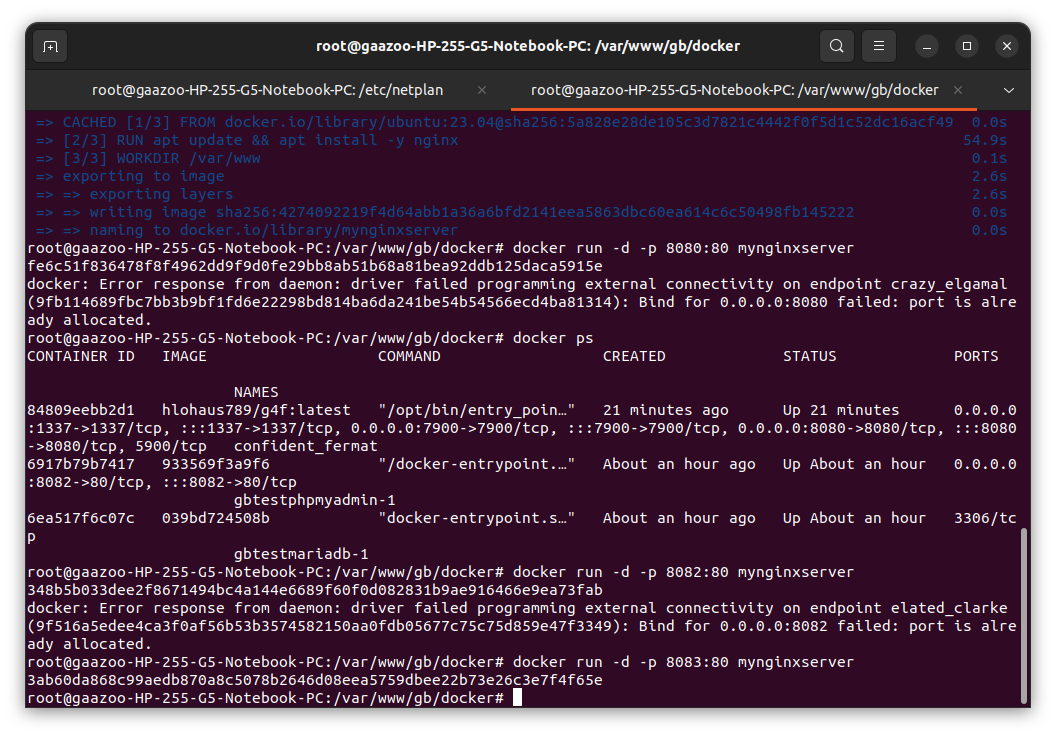 root@gaazoo-HP-255-G5-Notebook-PC: /var/www/gb/docker
root@gaazoo-HP-255-G5-Notebook-PC: /etc/netplan
root@gaazoo-HP-255-G5-Notebook-PC: /var/www/gb/docker
=> CACHED [1/3] FROM docker.io/library/ubuntu:23.04@sha256:5a828e28de105c3d7821c4442f0f5d1c52dc16acf49 0.0s
=> [2/3] RUN apt update && apt install -y nginx 54.9s
=> [3/3] WORKDIR /var/www 0.1s
=> exporting to image 2.6s
=> => exporting layers 2.6s
=> => writing image sha256:4274092219f4d64abb1a36a6bfd2141eea5863dbc60ea614c6c50498fb145222 0.0s
=> => naming to docker.io/library/mynginxserver 0.0s
root@gaazoo-HP-255-G5-Notebook-PC:/var/www/gb/docker# docker run -d -p 8080:80 mynginxserver
fe6c51f836478f8f4962dd9f9d0fe29bb8ab51b68a81bea92ddb125daca5915e
docker: Error response from daemon: driver failed programming external connectivity on endpoint crazy_elgamal
(9fb114689fbc7bb3b9bf1fd6e22298bd814ba6da241be54b54566ecd4ba81314): Bind for 0.0.0.0:8080 failed: port is alre
ady allocated.
root@gaazoo-HP-255-G5-Notebook-PC:/var/www/gb/docker# docker ps
CONTAINER ID   IMAGE                   COMMAND                  CREATED             STATUS             PORTS
NAMES
84809eebb2d1   hlohaus789/g4f:latest   "/opt/bin/entry_poin…"   21 minutes ago      Up 21 minutes      0.0.0.0
:1337->1337/tcp, :::1337->1337/tcp, 0.0.0.0:7900->7900/tcp, :::7900->7900/tcp, 0.0.0.0:8080->8080/tcp, :::8080
->8080/tcp, 5900/tcp   confident_fermat
6917b79b7417   933569f3a9f6            "/docker-entrypoint.…"   About an hour ago   Up About an hour   0.0.0.0
:8082->80/tcp, :::8082->80/tcp
gbtestphpmyadmin-1
6ea517f6c07c   039bd724508b            "docker-entrypoint.s…"   About an hour ago   Up About an hour   3306/tc
p
gbtestmariadb-1
root@gaazoo-HP-255-G5-Notebook-PC:/var/www/gb/docker# docker run -d -p 8082:80 mynginxserver
348b5b033dee2f8671494bc4a144e6689f60f0d082831b9ae916466e9ea73fab
docker: Error response from daemon: driver failed programming external connectivity on endpoint elated_clarke
(9f516a5edee4ca3f0af56b53b3574582150aa0fdb05677c75c75d859e47f3349): Bind for 0.0.0.0:8082 failed: port is alre
ady allocated.
root@gaazoo-HP-255-G5-Notebook-PC:/var/www/gb/docker# docker run -d -p 8083:80 mynginxserver
3ab60da868c99aedb870a8c5078b2646d08eea5759dbee22b73e26c3e7f4f65e
root@gaazoo-HP-255-G5-Notebook-PC:/var/www/gb/docker#